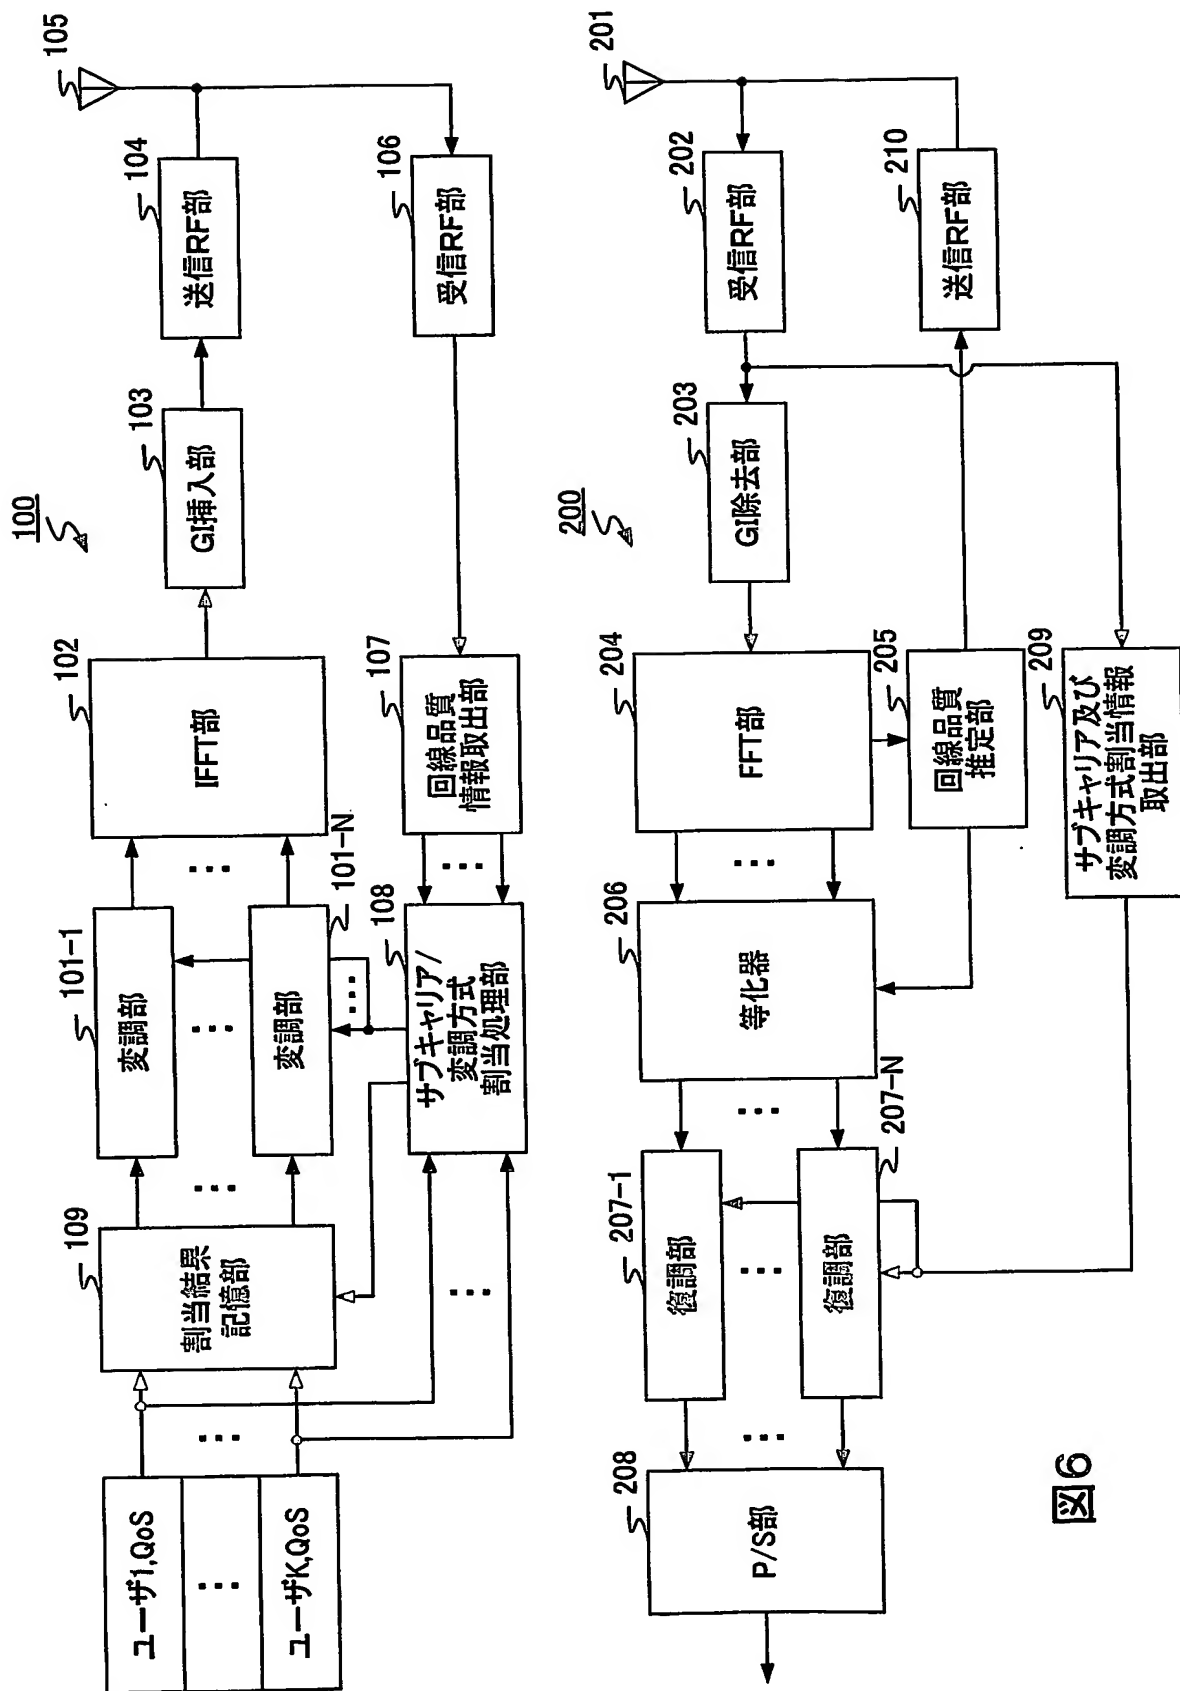 100
ユーザ1,QoS
⋯
ユーザK,QoS
109
割当結果
記憶部
101-1
変調部
101-N
変調部
102
IFFT部
103
GI挿入部
104
送信RF部
105
106
受信RF部
107
回線品質
情報取出部
108
サブキャリア/
変調方式
割当処理部
200
201
202
受信RF部
203
GI除去部
204
FFT部
205
回線品質
推定部
206
等化器
207-1
復調部
207-N
復調部
208
P/S部
209
サブキャリア及び
変調方式割当情報
取出部
210
送信RF部
図6